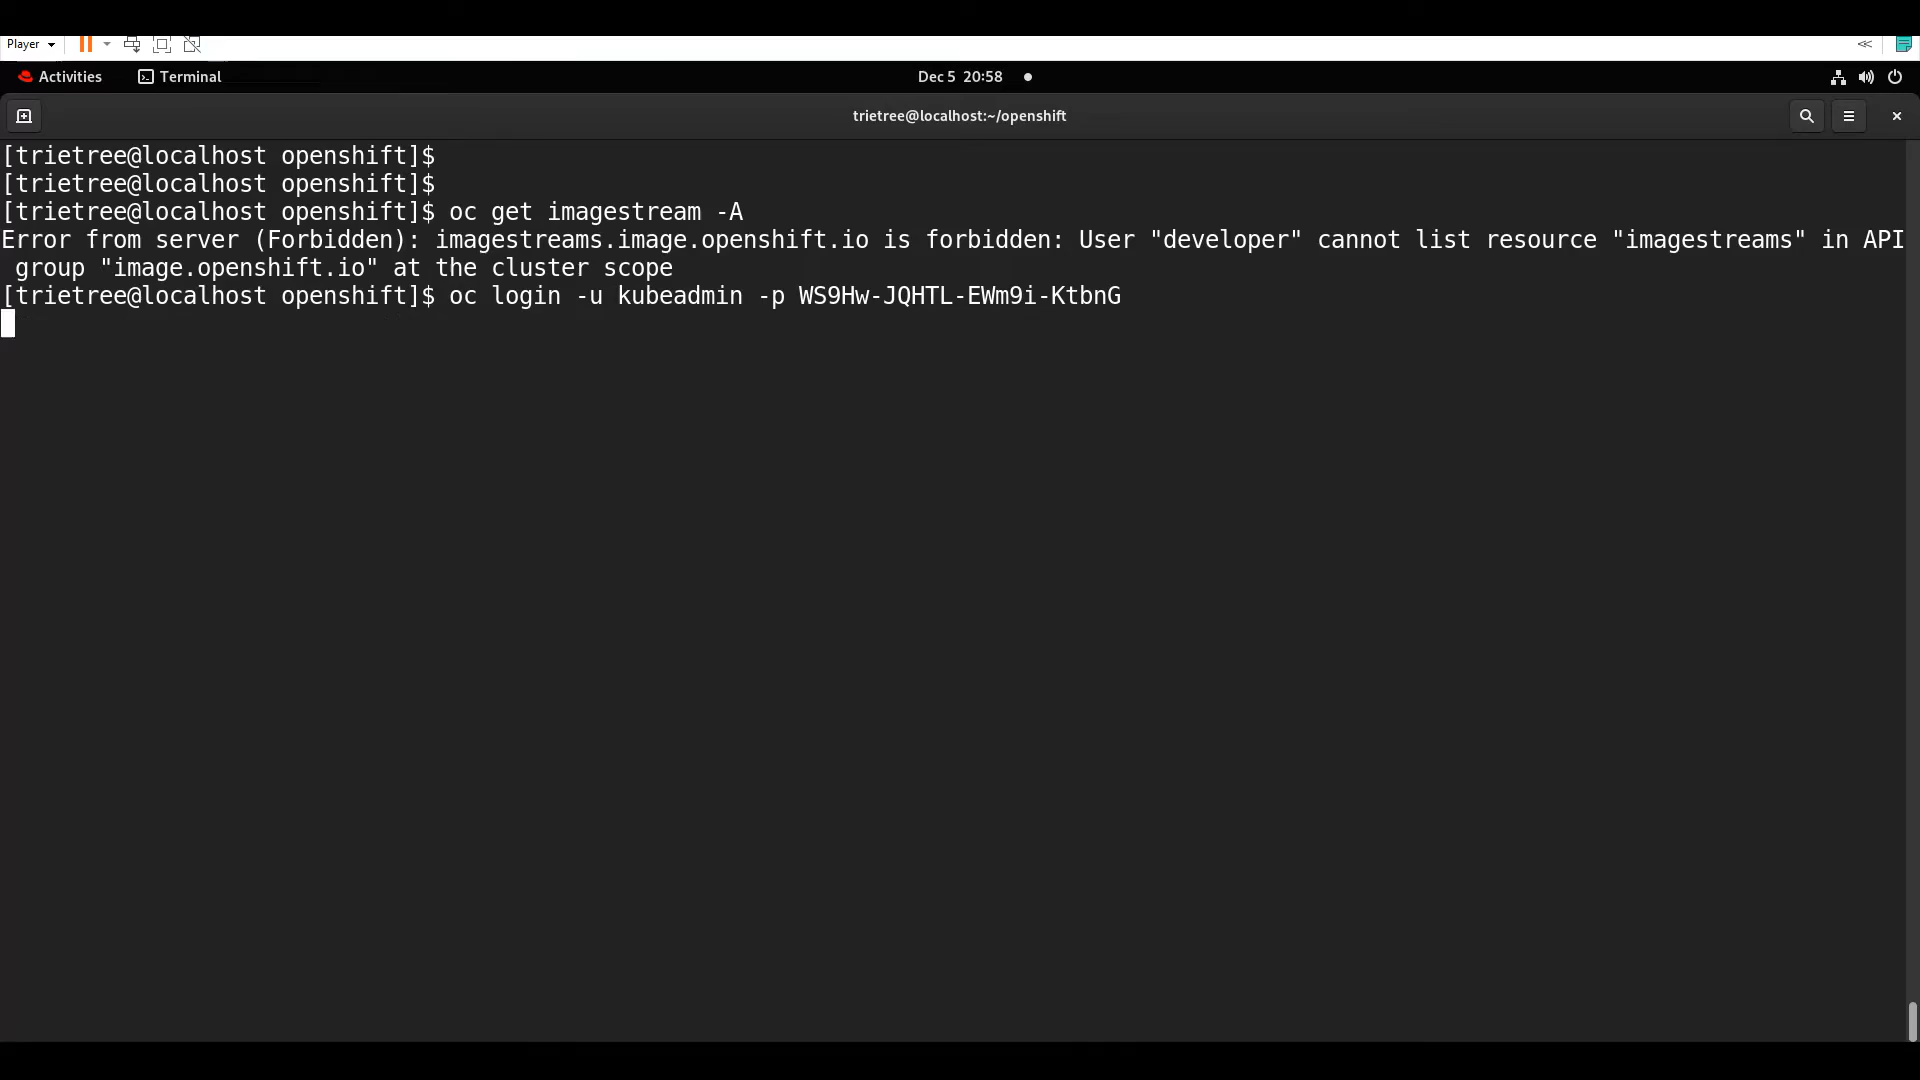 Player
Activities Terminal Dec 5 20:58
trietree@localhost:~/openshift
[trietree@localhost openshift]$
[trietree@localhost openshift]$
[trietree@localhost openshift]$ oc get imagestream -A
Error from server (Forbidden): imagestreams.image.openshift.io is forbidden: User "developer" cannot list resource "imagestreams" in API
 group "image.openshift.io" at the cluster scope
[trietree@localhost openshift]$ oc login -u kubeadmin -p WS9Hw-JQHTL-EWm9i-KtbnG